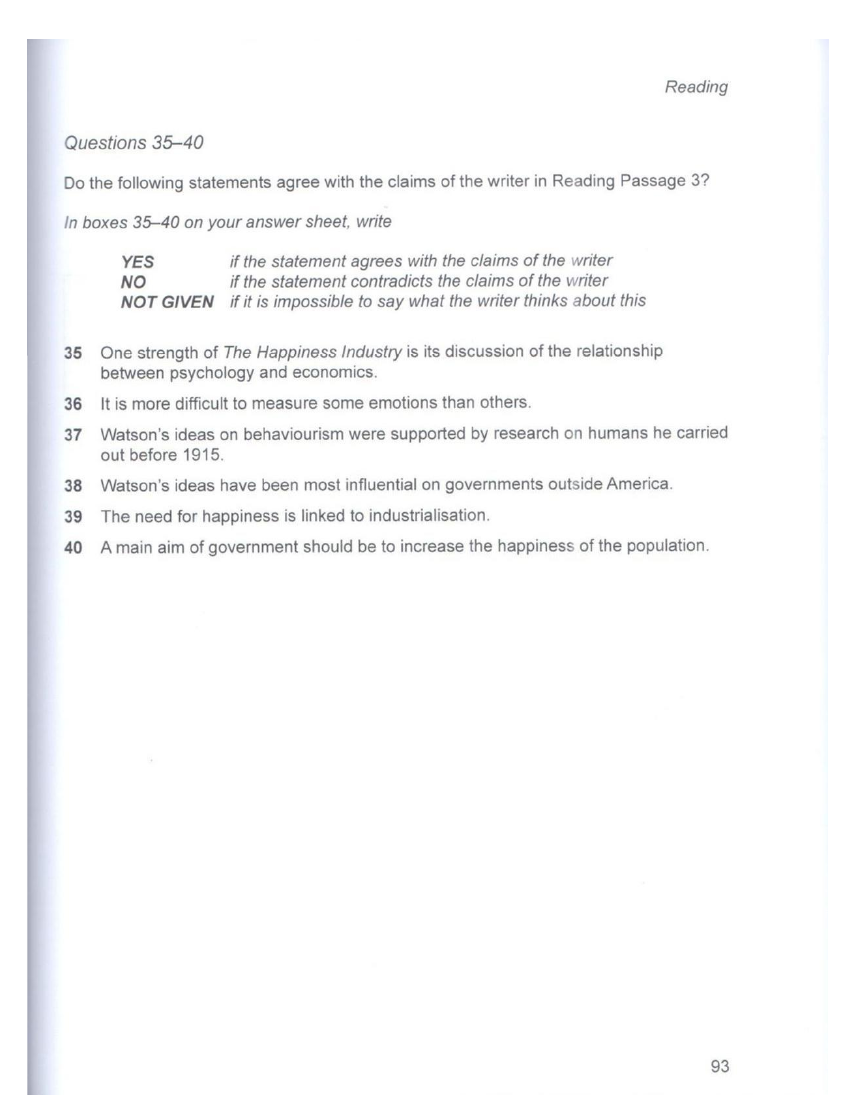 Reading
Questions 35–40
Do the following statements agree with the claims of the writer in Reading Passage 3?
In boxes 35–40 on your answer sheet, write
YES if the statement agrees with the claims of the writer
NO if the statement contradicts the claims of the writer
NOT GIVEN if it is impossible to say what the writer thinks about this
35 One strength of The Happiness Industry is its discussion of the relationship
between psychology and economics.
36 It is more difficult to measure some emotions than others.
37 Watson's ideas on behaviourism were supported by research on humans he carried
out before 1915.
38 Watson's ideas have been most influential on governments outside America.
39 The need for happiness is linked to industrialisation.
40 A main aim of government should be to increase the happiness of the population.
93